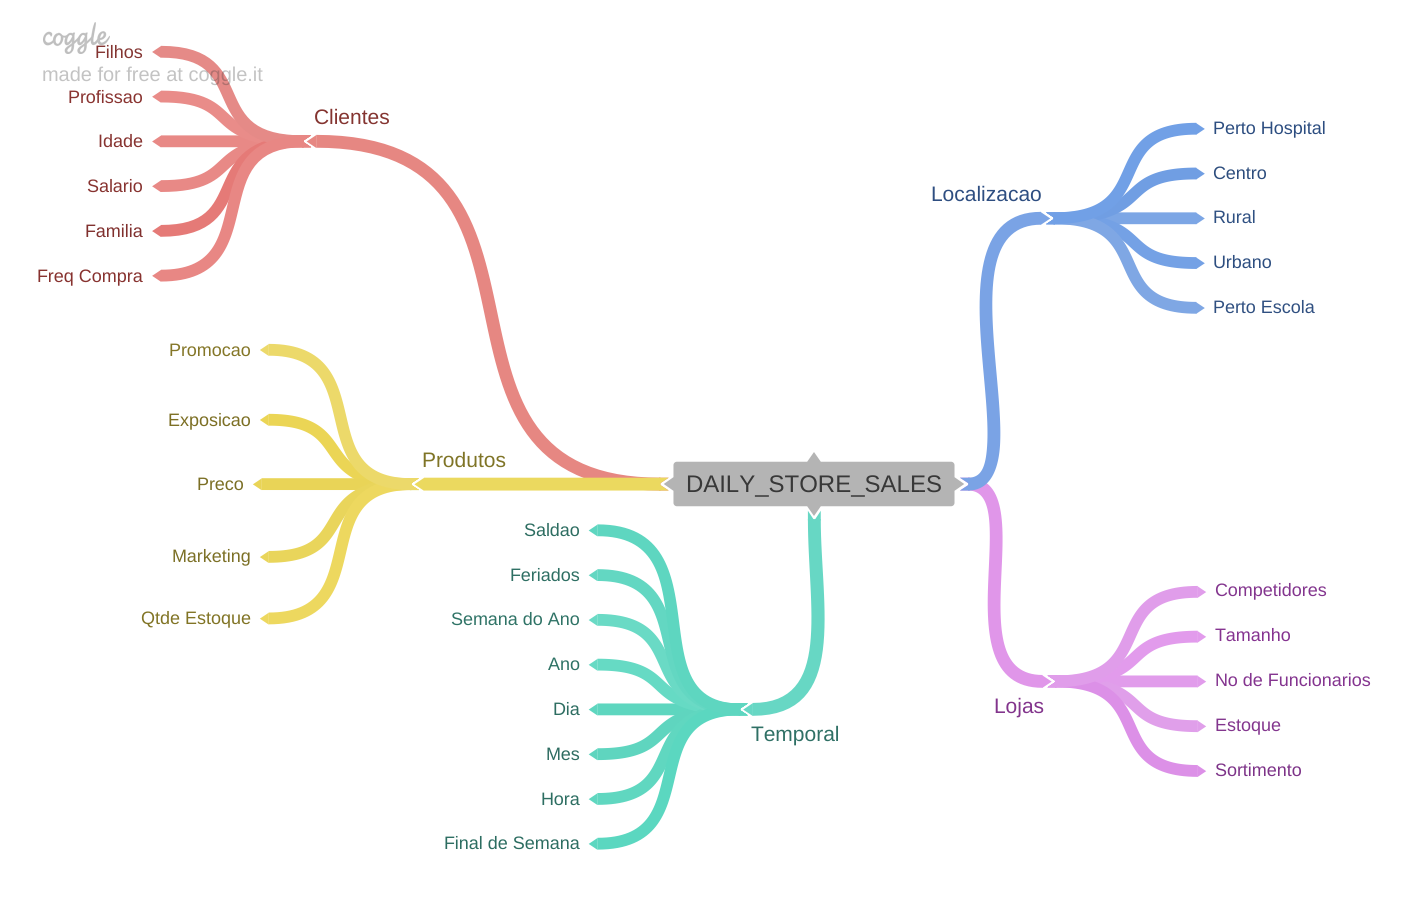 coggle
made for free at coggle.it
Clientes
Filhos
Profissao
Idade
Salario
Familia
Freq Compra
Produtos
Promocao
Exposicao
Preco
Marketing
Qtde Estoque
DAILY_STORE_SALES
Temporal
Saldao
Feriados
Semana do Ano
Ano
Dia
Mes
Hora
Final de Semana
Localizacao
Perto Hospital
Centro
Rural
Urbano
Perto Escola
Lojas
Competidores
Tamanho
No de Funcionarios
Estoque
Sortimento